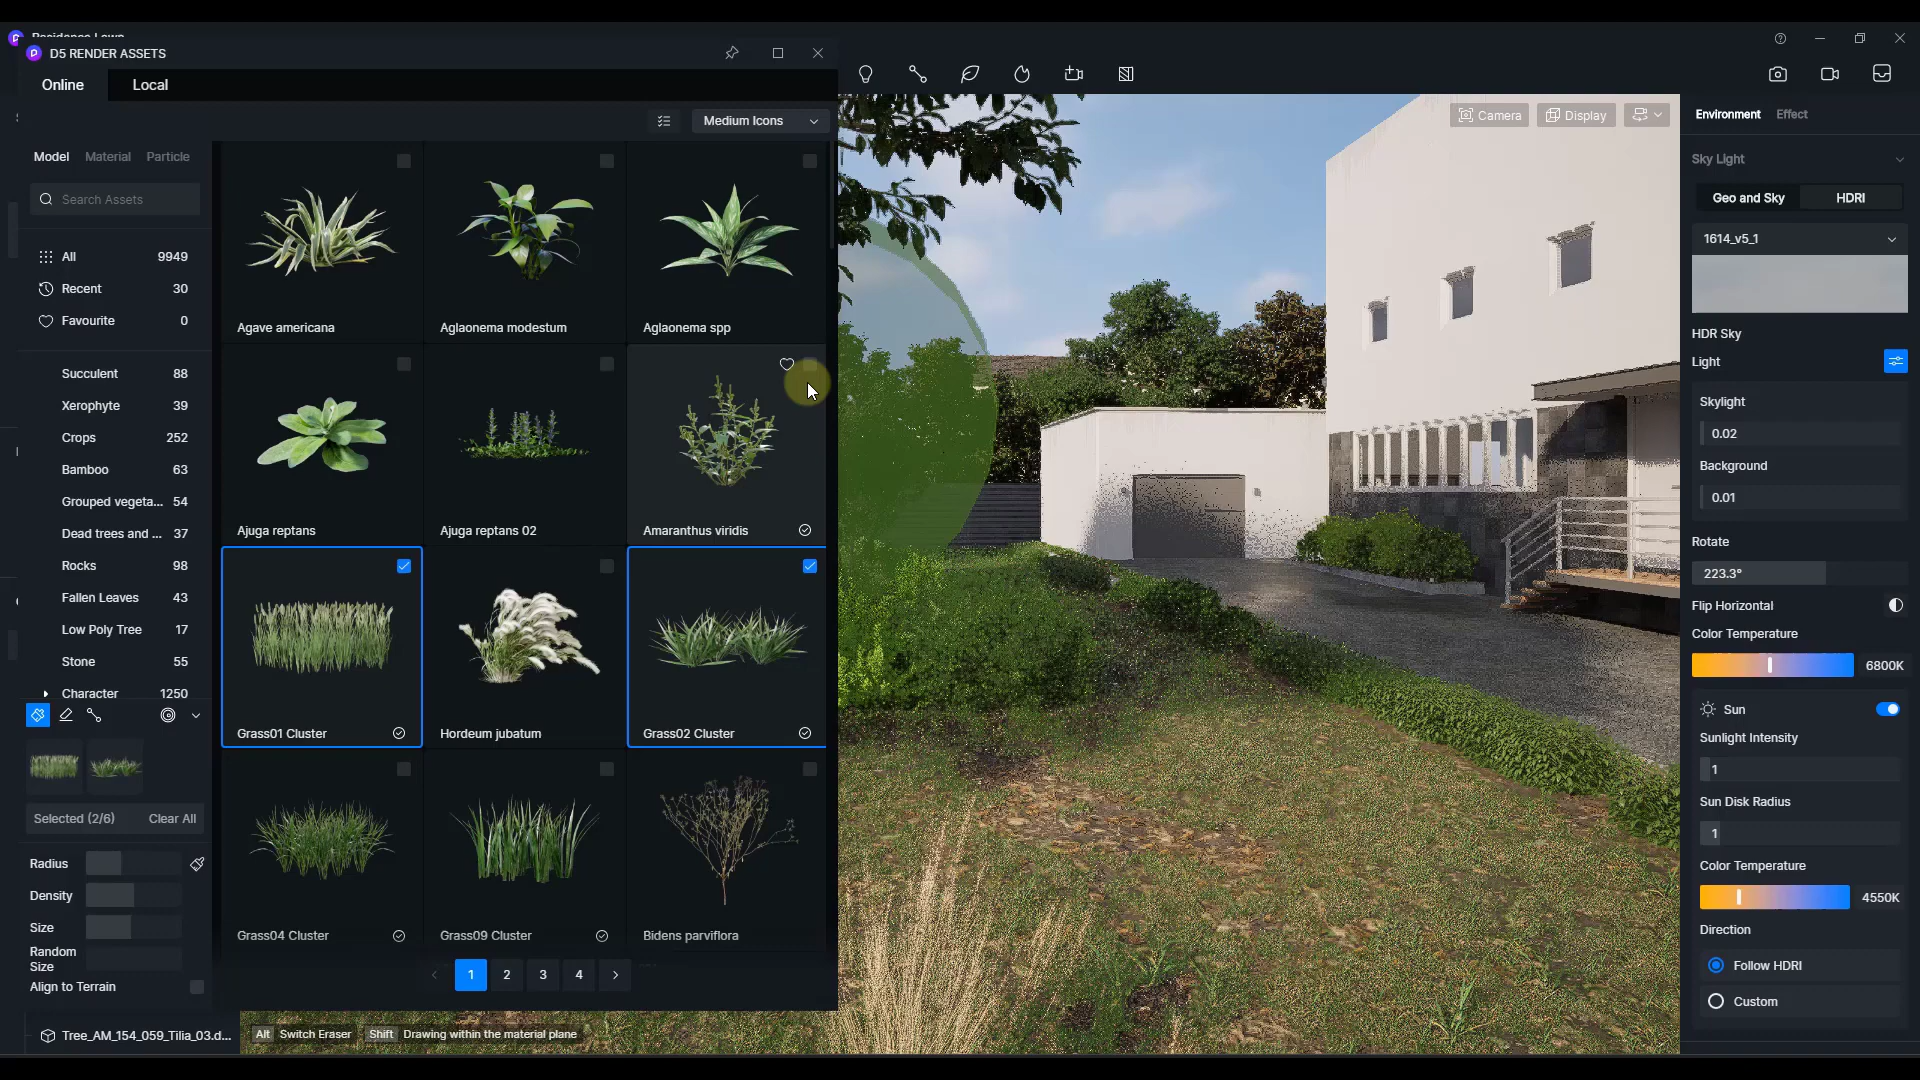 D5 RENDER ASSETS
Online
Local
Medium Icons
Model
Material
Particle
Search Assets
All 9949
Recent 30
Favourite 0
Succulent 88
Xerophyte 39
Crops 252
Bamboo 63
Grouped vegeta... 54
Dead trees and ... 37
Rocks 98
Fallen Leaves 43
Low Poly Tree 17
Stone 55
Character 1250
Selected (2/6)
Clear All
Radius
Density
Size
Random
Size
Align to Terrain
Tree_AM_154_059_Tilia_03.d...
Agave americana
Aglaonema modestum
Aglaonema spp
Ajuga reptans
Ajuga reptans 02
Amaranthus viridis
Grass01 Cluster
Hordeum jubatum
Grass02 Cluster
Grass04 Cluster
Grass09 Cluster
Bidens parviflora
1 2 3 4
Alt Switch Eraser Shift Drawing within the material plane
Camera
Display
Environment
Effect
Sky Light
Geo and Sky
HDRI
1614_v5_1
HDR Sky
Light
Skylight
0.02
Background
0.01
Rotate
223.3°
Flip Horizontal
Color Temperature
6800K
Sun
Sunlight Intensity
1
Sun Disk Radius
1
Color Temperature
4550K
Direction
Follow HDRI
Custom